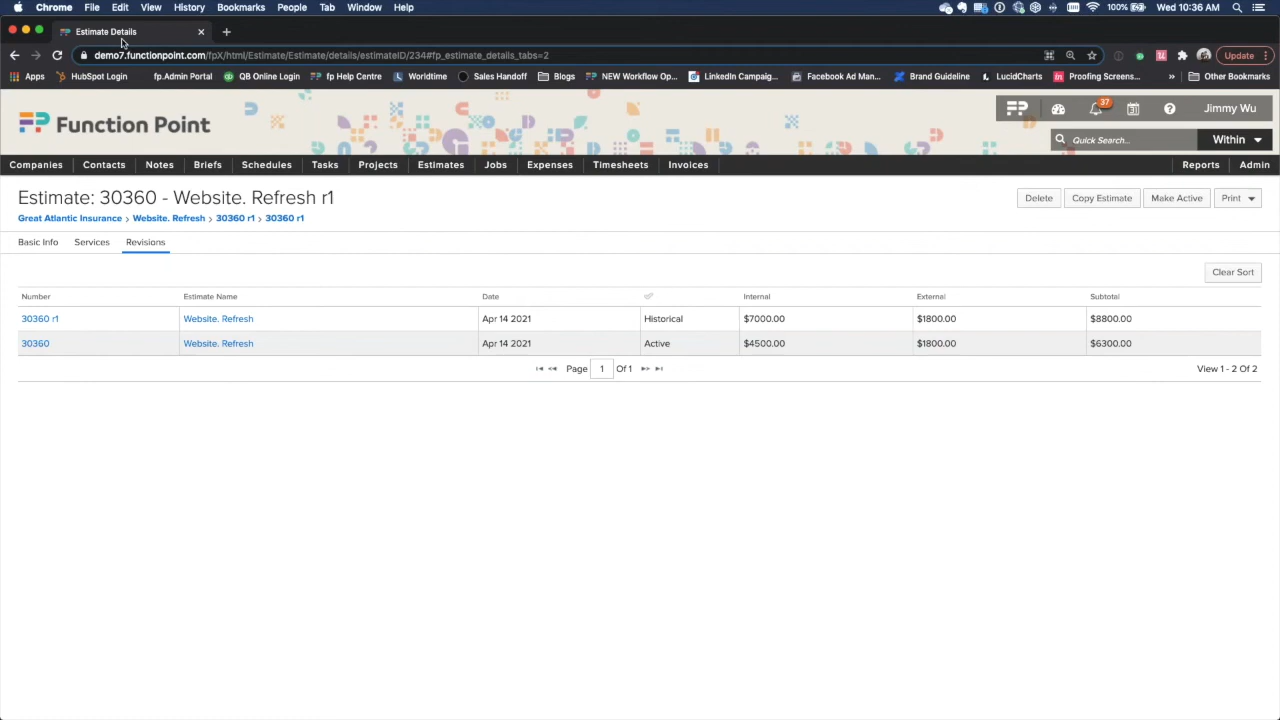 Chrome File Edit View History Bookmarks People Tab Window Help 100% Wed 10:36 AM
Estimate Details
demo7.functionpoint.com/fpX/html/Estimate/Estimate/details/estimateID/234#fp_estimate_details_tabs=2 Update
Apps HubSpot Login fp.Admin Portal QB Online Login fp Help Centre Worldtime Sales Handoff Blogs NEW Workflow Op... LinkedIn Campaig... Facebook Ad Man... Brand Guideline LucidCharts Proofing Screens... » Other Bookmarks
FP Function Point FP 37 Jimmy Wu
Quick Search... Within
Companies Contacts Notes Briefs Schedules Tasks Projects Estimates Jobs Expenses Timesheets Invoices Reports Admin
Estimate: 30360 - Website. Refresh r1 Delete Copy Estimate Make Active Print
Great Atlantic Insurance > Website. Refresh > 30360 r1 > 30360 r1
Basic Info Services Revisions
Clear Sort
Number Estimate Name Date Internal External Subtotal
30360 r1 Website. Refresh Apr 14 2021 Historical $7000.00 $1800.00 $8800.00
30360 Website. Refresh Apr 14 2021 Active $4500.00 $1800.00 $6300.00
Page 1 Of 1 View 1 - 2 Of 2